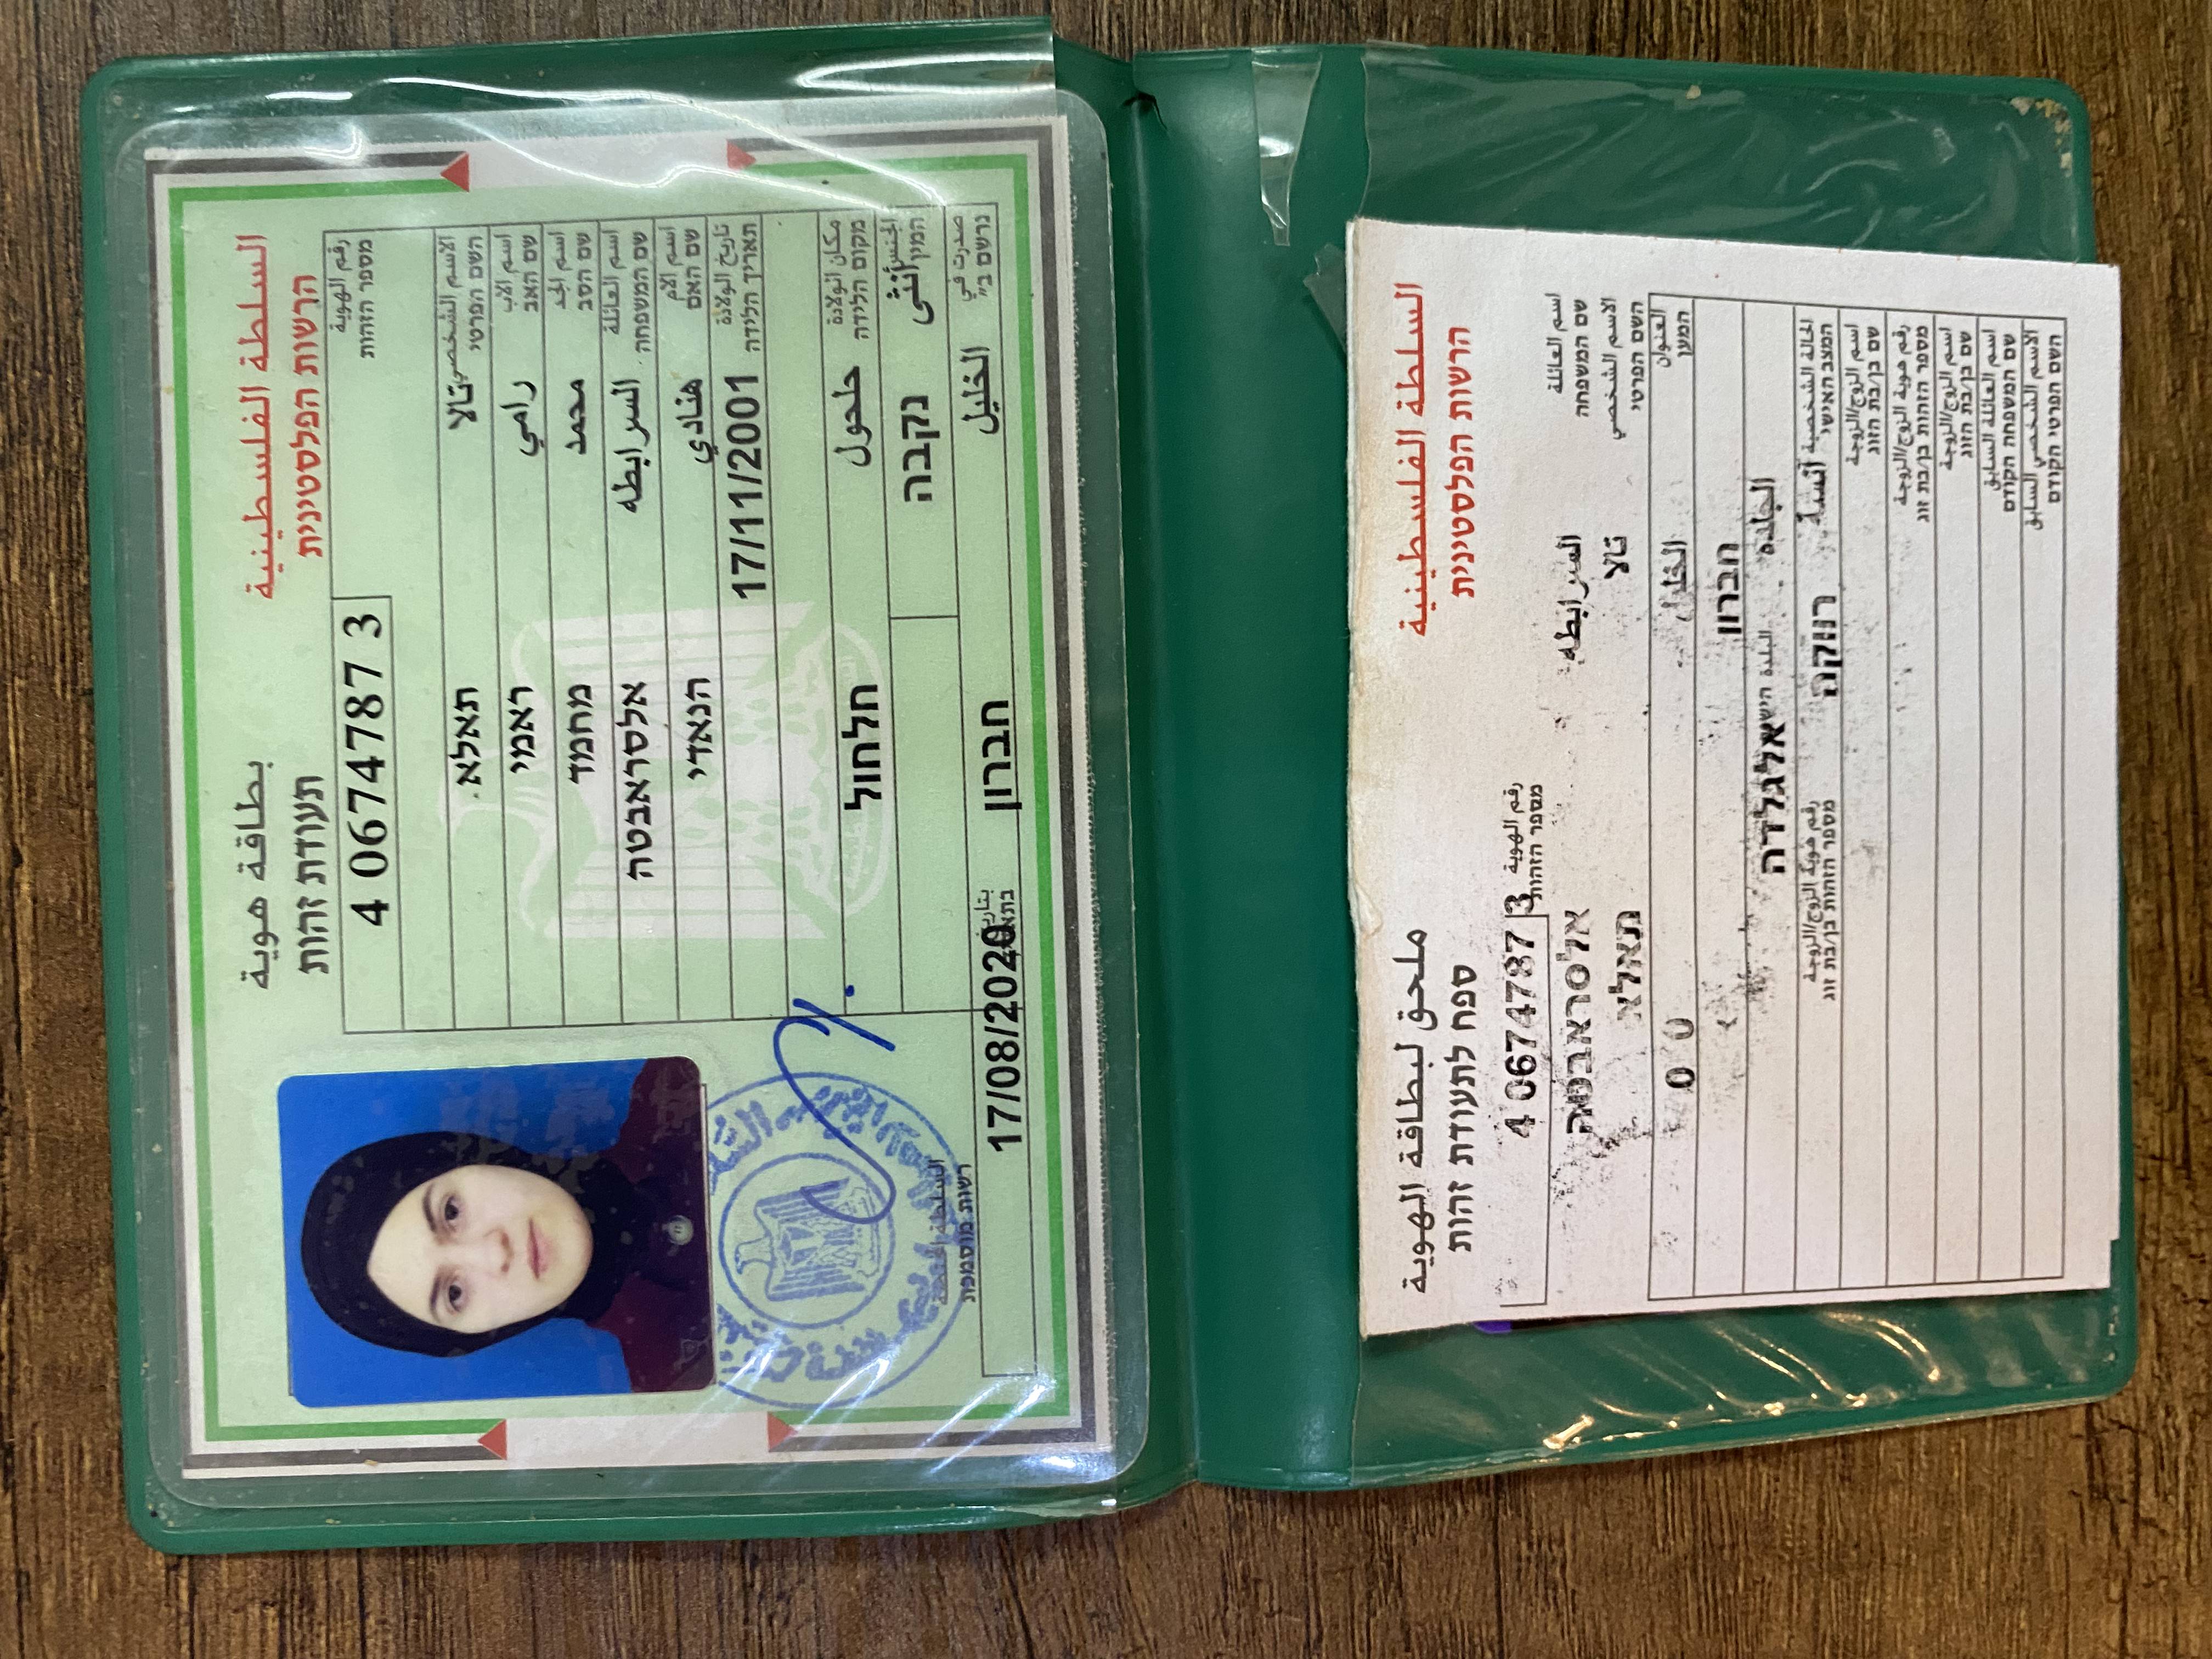 السلطة الفلسطينية بطاقة هوية
הרשות הפלסטינית תעודת זהות
رقم الهوية
מספר הזהות 4 0674787 3
الاسم الشخصي تالا תאלא
השם הפרטי
اسم الاب رامي ראמי
שם האב
اسم الجد محمد מחמד
שם הסב
اسم العائلة السرابطه אלסראבטה
שם המשפחה
اسم الام هنادي הנאדי
שם האם
تاريخ الولادة 17/11/2001
תאריך הלידה
مكان الولادة حلحول חלחול
מקום הלידה
الجنس أنثى נקבה
המין
السلطة المختصة
רשות מוסמכת
صدرت في الخليل חברון بتاريخ 17/08/2020
נרשם ב"
السلطة الفلسطينية ملحق لبطاقة الهوية
הרשות הפלסטינית ספח לתעודת זהות
رقم الهوية 4 0674787 3
מספר הזהות
اسم العائلة السرابطه אלסראבטה
שם המשפחה
الاسم الشخصي تالا תאלא
השם הפרטי
العنوان الخليل 0 0
המען
חברון
الجلده البلدة אלגלדה
الحالة الشخصية آنسة רווקה رقم هوية الزوج/الزوجة
המצב האישי מספר הזהות בן/בת זוג
اسم الزوج/الزوجة
שם בן/בת הזוג
رقم هوية الزوج/الزوجة
מספר הזהות בן/בת זוג
اسم الزوج/الزوجة
שם בן/בת הזוג
اسم العائلة السابق
שם המשפחה הקודם
الاسم الشخصي السابق
השם הפרטי הקודם